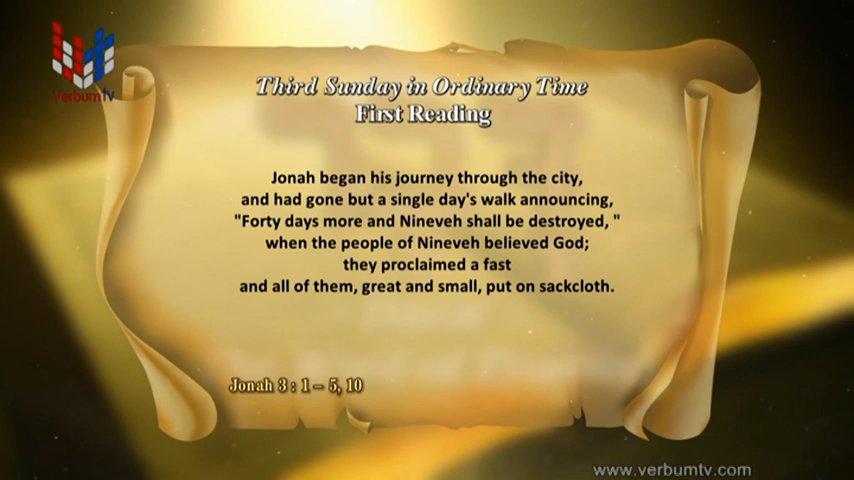 VerbumTV
Third Sunday in Ordinary Time
First Reading
Jonah began his journey through the city,
and had gone but a single day's walk announcing,
"Forty days more and Nineveh shall be destroyed, "
when the people of Nineveh believed God;
they proclaimed a fast
and all of them, great and small, put on sackcloth.
Jonah 3 : 1 – 5, 10
www.verbumtv.com